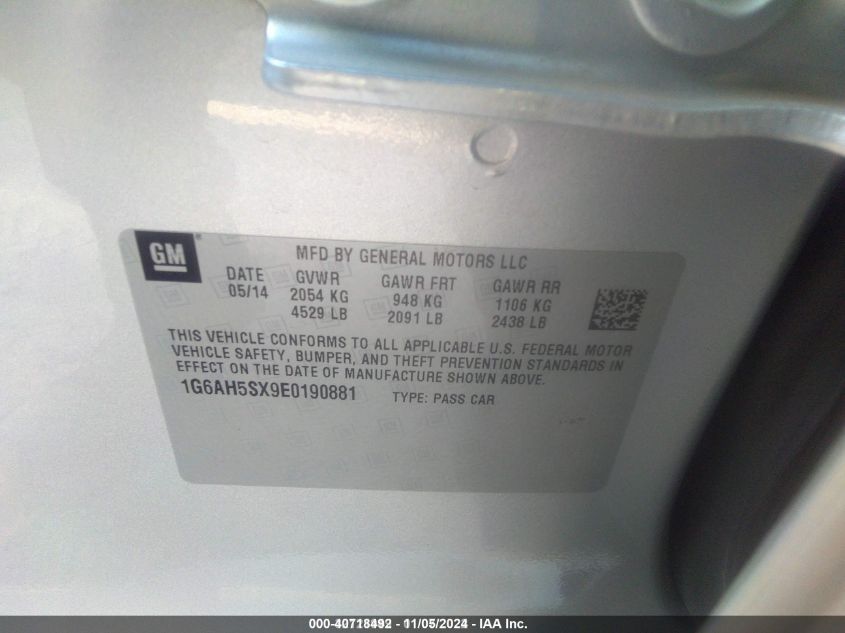 GM
MFD BY GENERAL MOTORS LLC
DATE GVWR GAWR FRT GAWR RR
05/14 2054 KG 948 KG 1106 KG
4529 LB 2091 LB 2438 LB
THIS VEHICLE CONFORMS TO ALL APPLICABLE U.S. FEDERAL MOTOR
VEHICLE SAFETY, BUMPER, AND THEFT PREVENTION STANDARDS IN
EFFECT ON THE DATE OF MANUFACTURE SHOWN ABOVE.
1G6AH5SX9E0190881 TYPE: PASS CAR
000-40718492 - 11/05/2024 - IAA Inc.